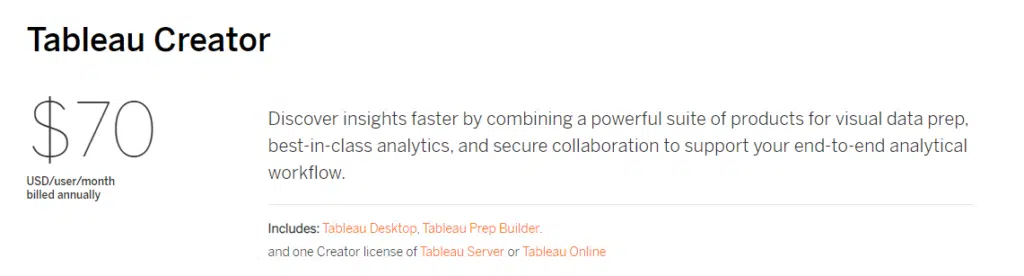 Tableau Creator
$70
USD/user/month
billed annually
Discover insights faster by combining a powerful suite of products for visual data prep,
best-in-class analytics, and secure collaboration to support your end-to-end analytical
workflow.
Includes: Tableau Desktop, Tableau Prep Builder.
and one Creator license of Tableau Server or Tableau Online